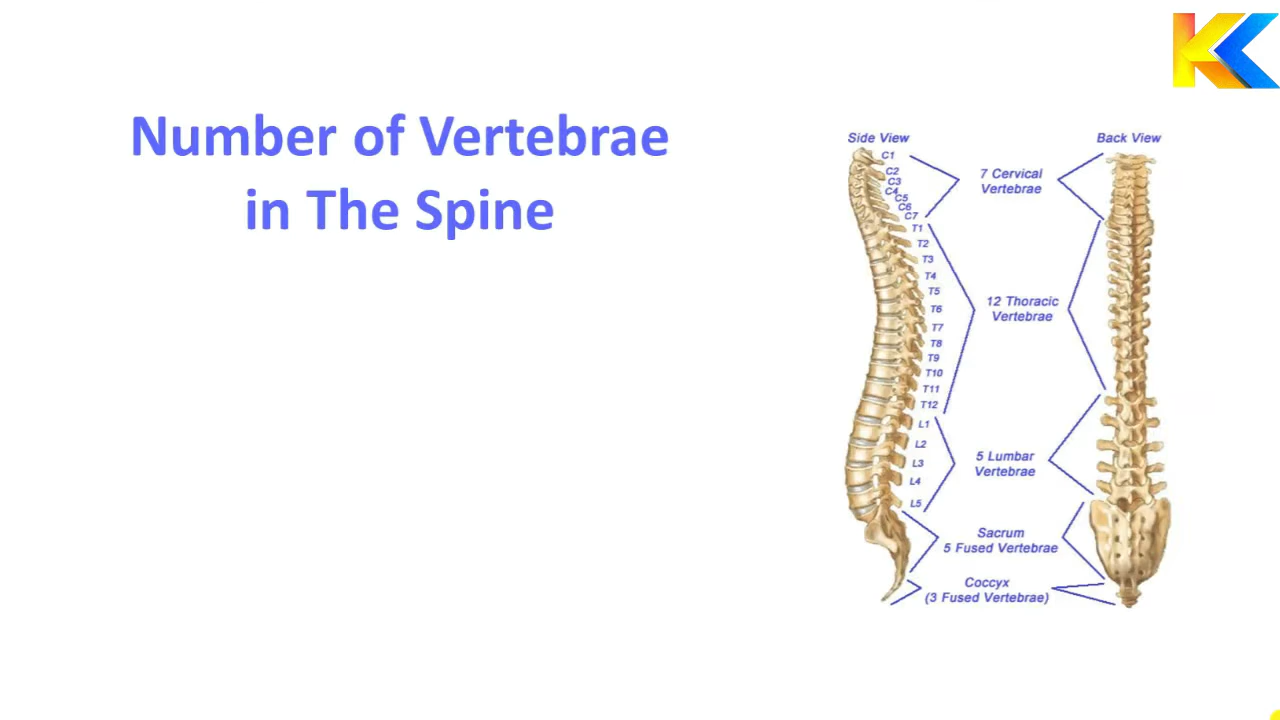 Number of Vertebrae
in The Spine
Side View
Back View
C1
C2
C3
C4
C5
C6
C7
T1
T2
T3
T4
T5
T6
T7
T8
T9
T10
T11
T12
L1
L2
L3
L4
L5
7 Cervical
Vertebrae
12 Thoracic
Vertebrae
5 Lumbar
Vertebrae
Sacrum
5 Fused Vertebrae
Coccyx
(3 Fused Vertebrae)